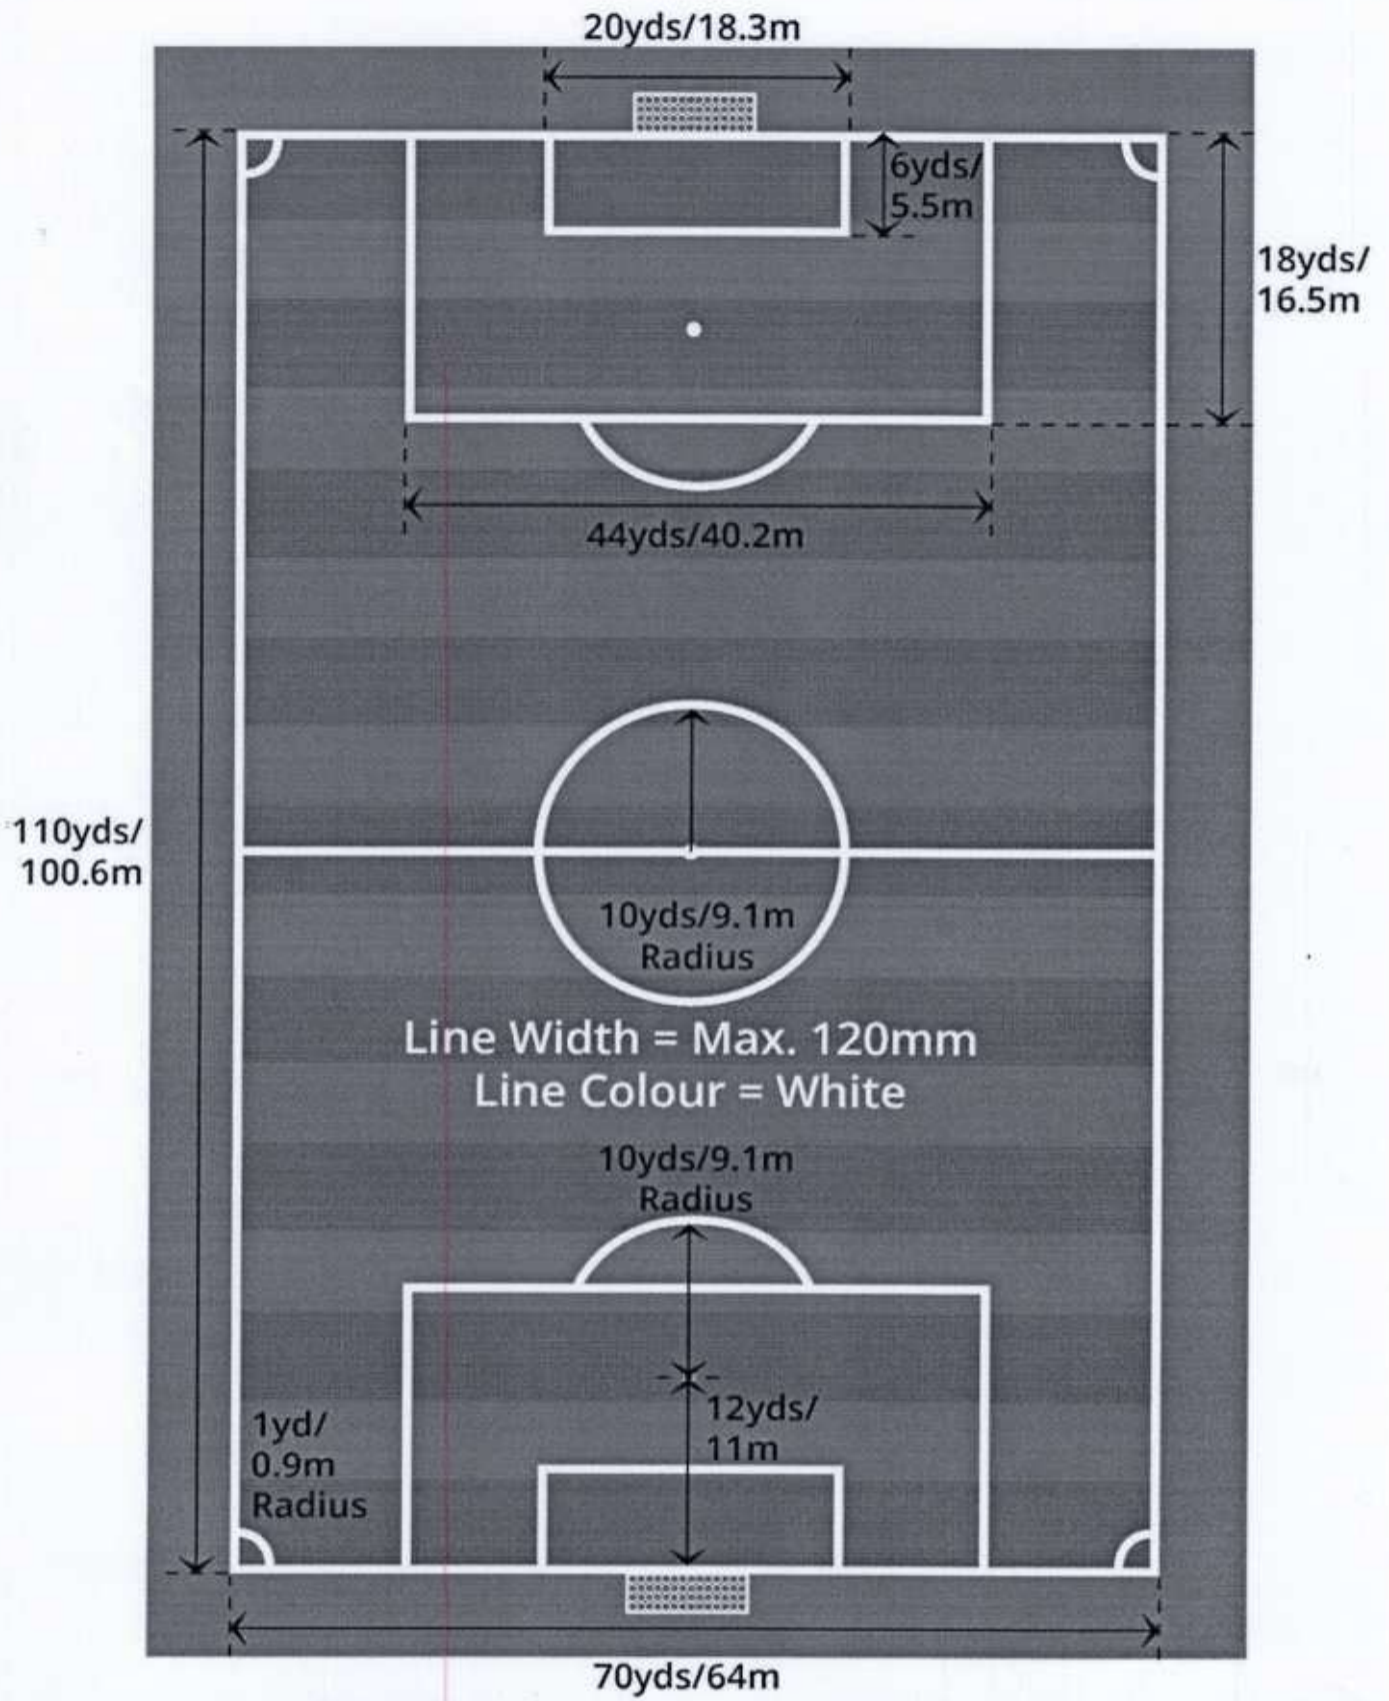 20yds/18.3m
6yds/
5.5m
18yds/
16.5m
44yds/40.2m
110yds/
100.6m
10yds/9.1m
Radius
Line Width = Max. 120mm
Line Colour = White
10yds/9.1m
Radius
12yds/
11m
1yd/
0.9m
Radius
70yds/64m